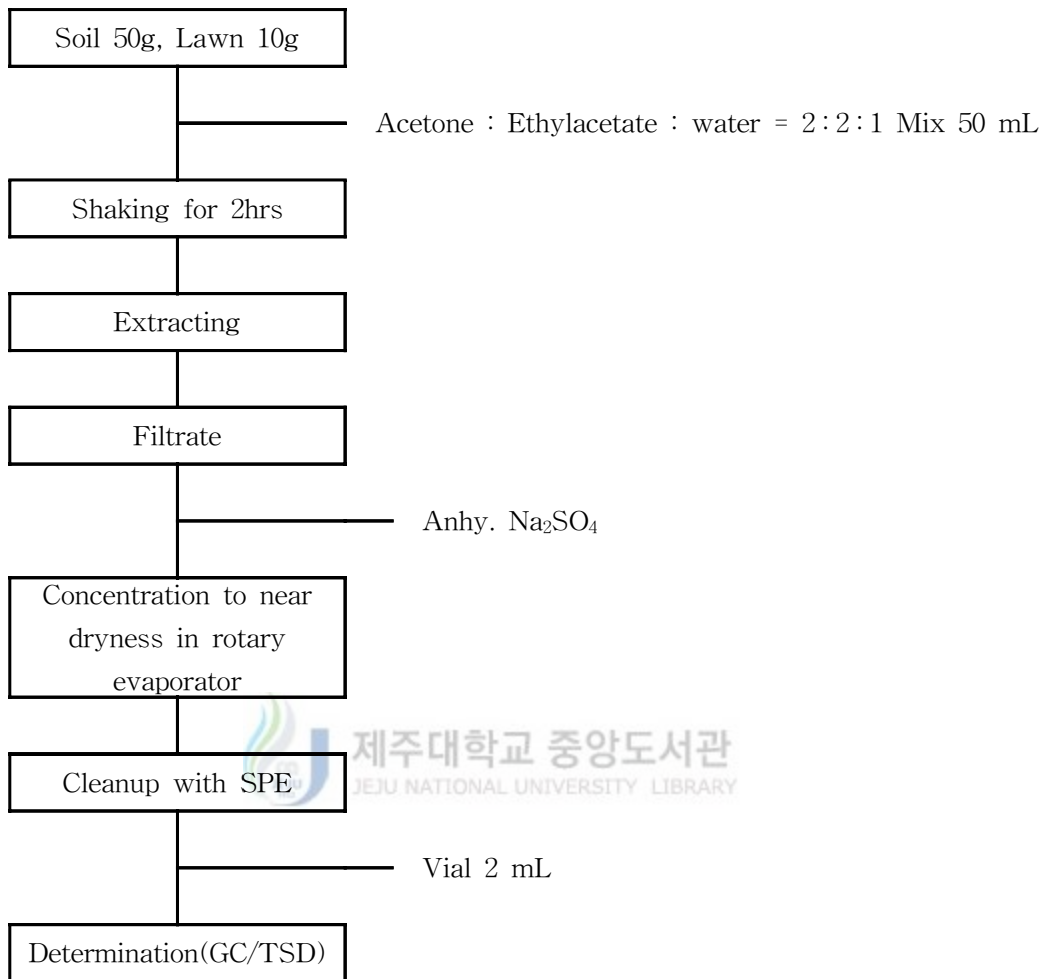 Soil 50g, Lawn 10g
Acetone : Ethylacetate : water = 2:2:1 Mix 50 mL
Shaking for 2hrs
Extracting
Filtrate
Anhy. Na₂SO₄
Concentration to near
dryness in rotary
evaporator
제주대학교 중앙도서관
Cleanup with SPE
JEJU NATIONAL UNIVERSITY LIBRARY
Vial 2 mL
Determination(GC/TSD)